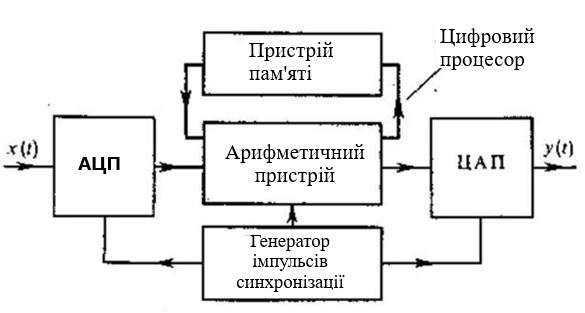 Пристрій
пам'яті
Цифровий
процесор
x(t)
АЦП
Арифметичний
пристрій
ЦАП
y(t)
Генератор
імпульсів
синхронізації